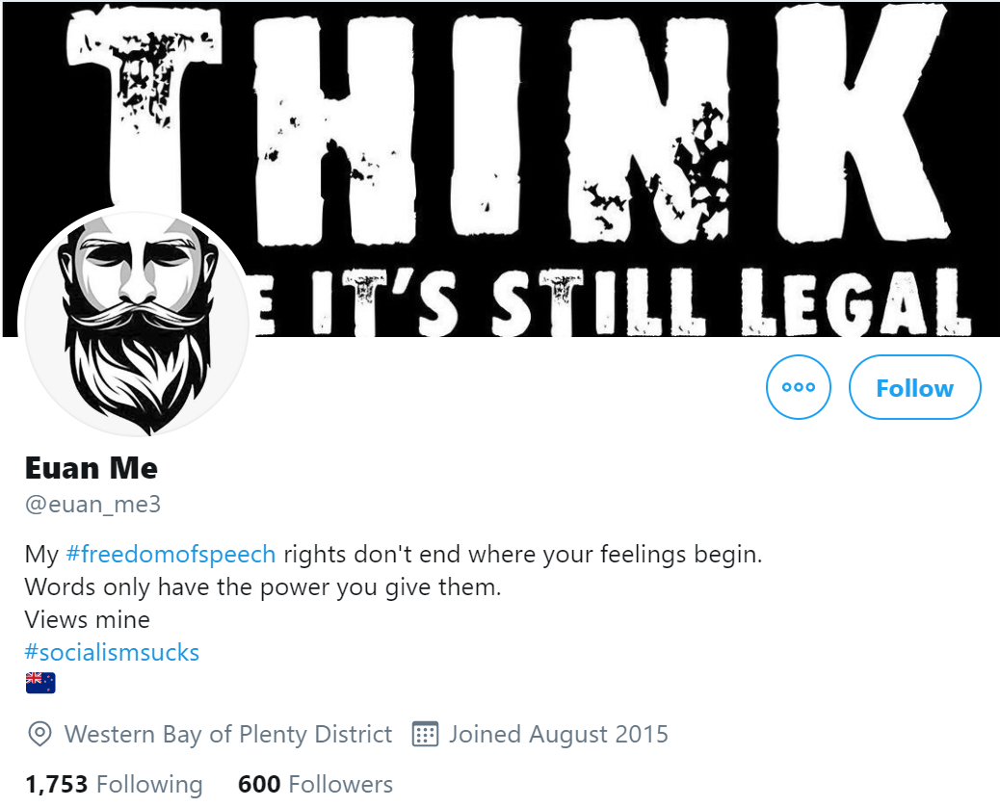 THINK
E IT'S STILL LEGAL
Follow
Euan Me
@euan_me3
My #freedomofspeech rights don't end where your feelings begin.
Words only have the power you give them.
Views mine
#socialismsucks
Western Bay of Plenty District Joined August 2015
1,753 Following 600 Followers